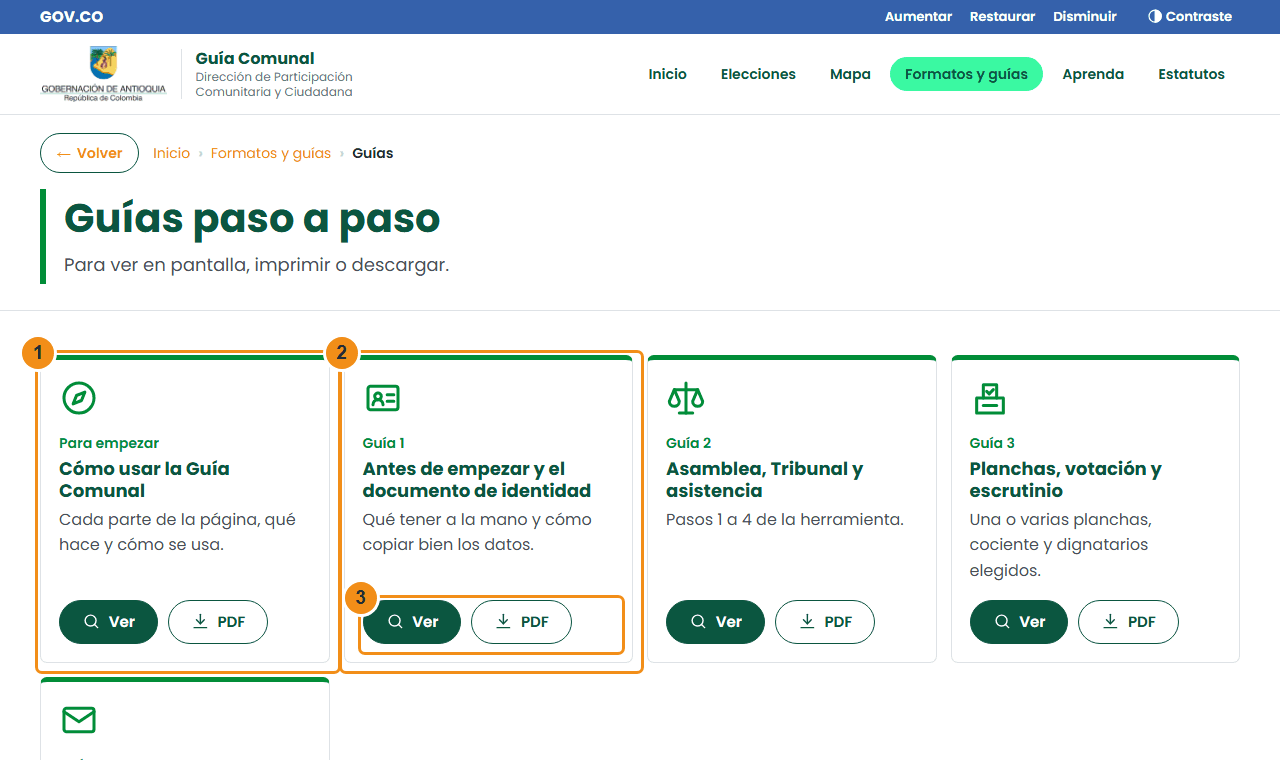 GOV.CO
Aumentar Restaurar Disminuir Contraste
GOBERNACIÓN DE ANTIOQUIA
República de Colombia
Guía Comunal
Dirección de Participación
Comunitaria y Ciudadana
Inicio Elecciones Mapa Formatos y guías Aprenda Estatutos
← Volver Inicio › Formatos y guías › Guías
Guías paso a paso
Para ver en pantalla, imprimir o descargar.
1
Para empezar
Cómo usar la Guía
Comunal
Cada parte de la página, qué
hace y cómo se usa.
Ver PDF
2
Guía 1
Antes de empezar y el
documento de identidad
Qué tener a la mano y cómo
copiar bien los datos.
3
Ver PDF
Guía 2
Asamblea, Tribunal y
asistencia
Pasos 1 a 4 de la herramienta.
Ver PDF
Guía 3
Planchas, votación y
escrutinio
Una o varias planchas,
cociente y dignatarios
elegidos.
Ver PDF